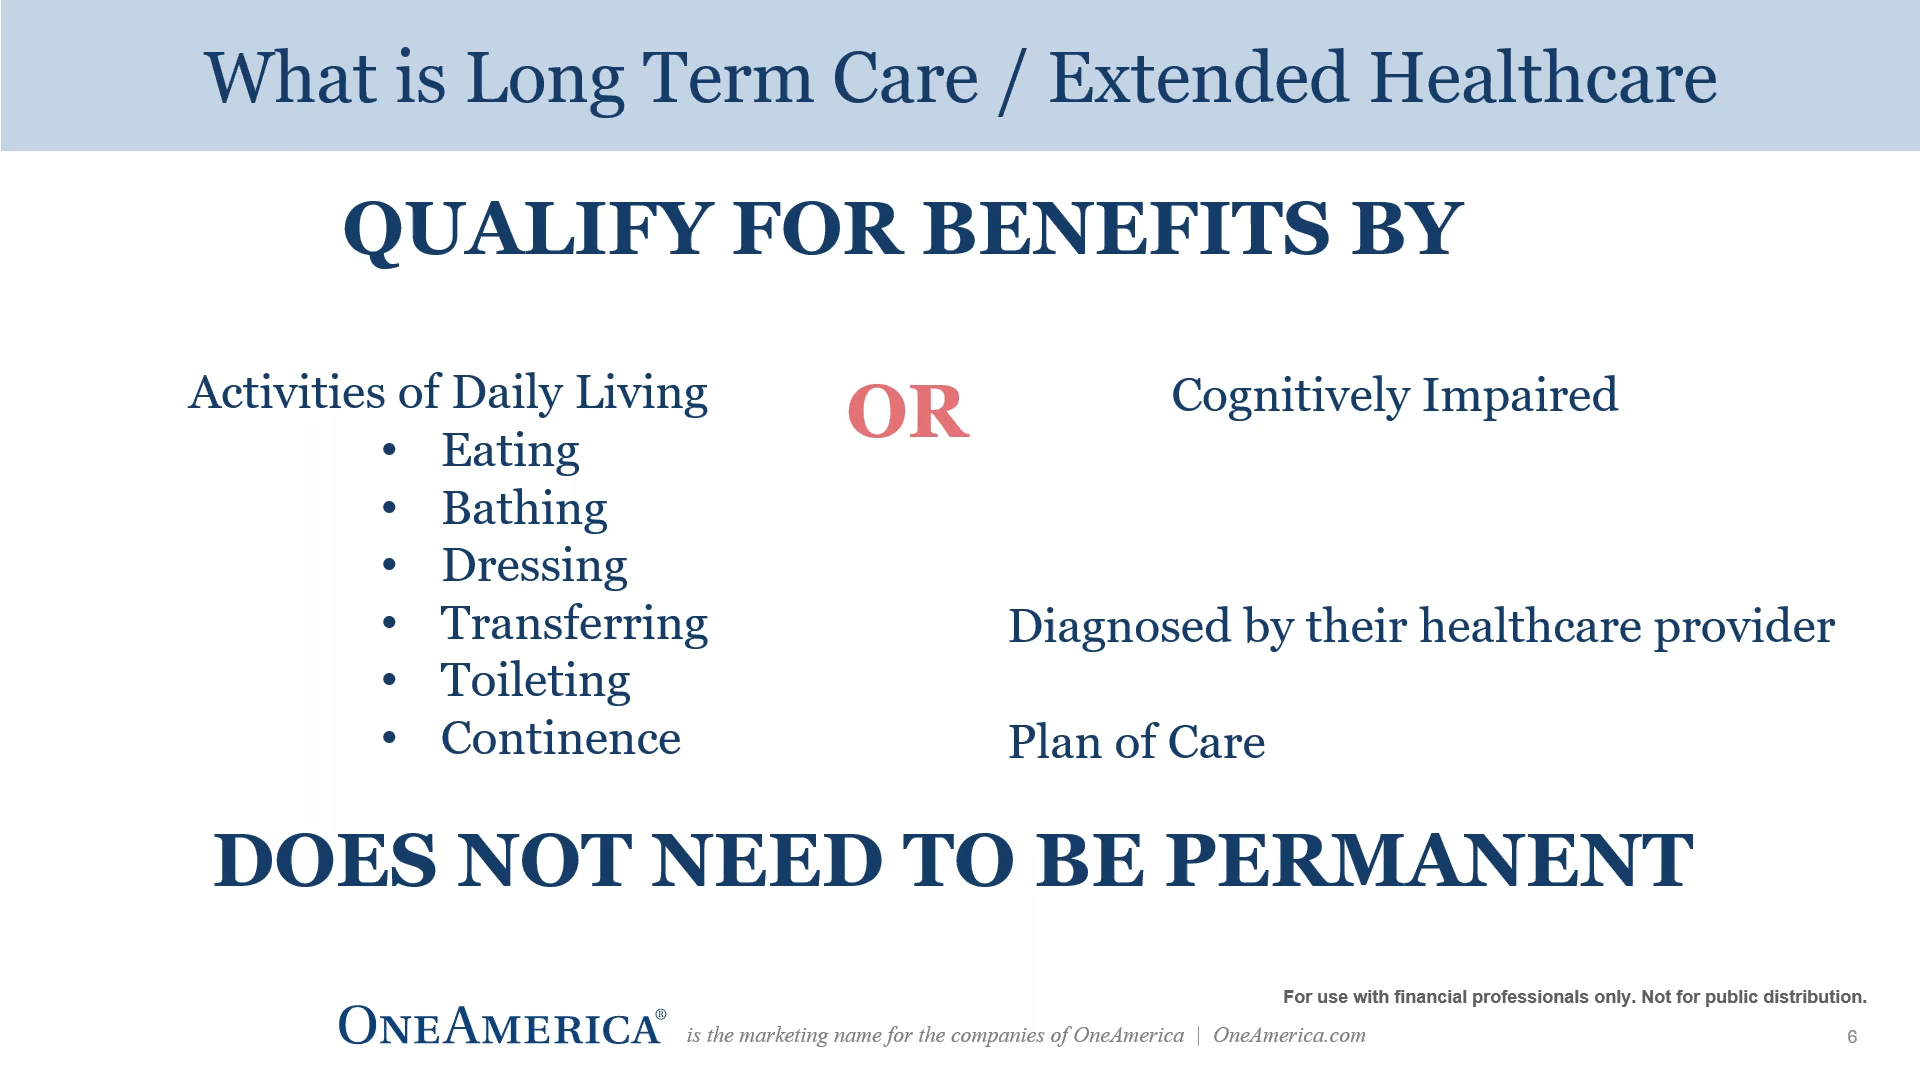 What is Long Term Care / Extended Healthcare
QUALIFY FOR BENEFITS BY
Activities of Daily Living
• Eating
• Bathing
• Dressing
• Transferring
• Toileting
• Continence
OR
Cognitively Impaired
Diagnosed by their healthcare provider
Plan of Care
DOES NOT NEED TO BE PERMANENT
For use with financial professionals only. Not for public distribution.
ONEAMERICA® is the marketing name for the companies of OneAmerica | OneAmerica.com
6